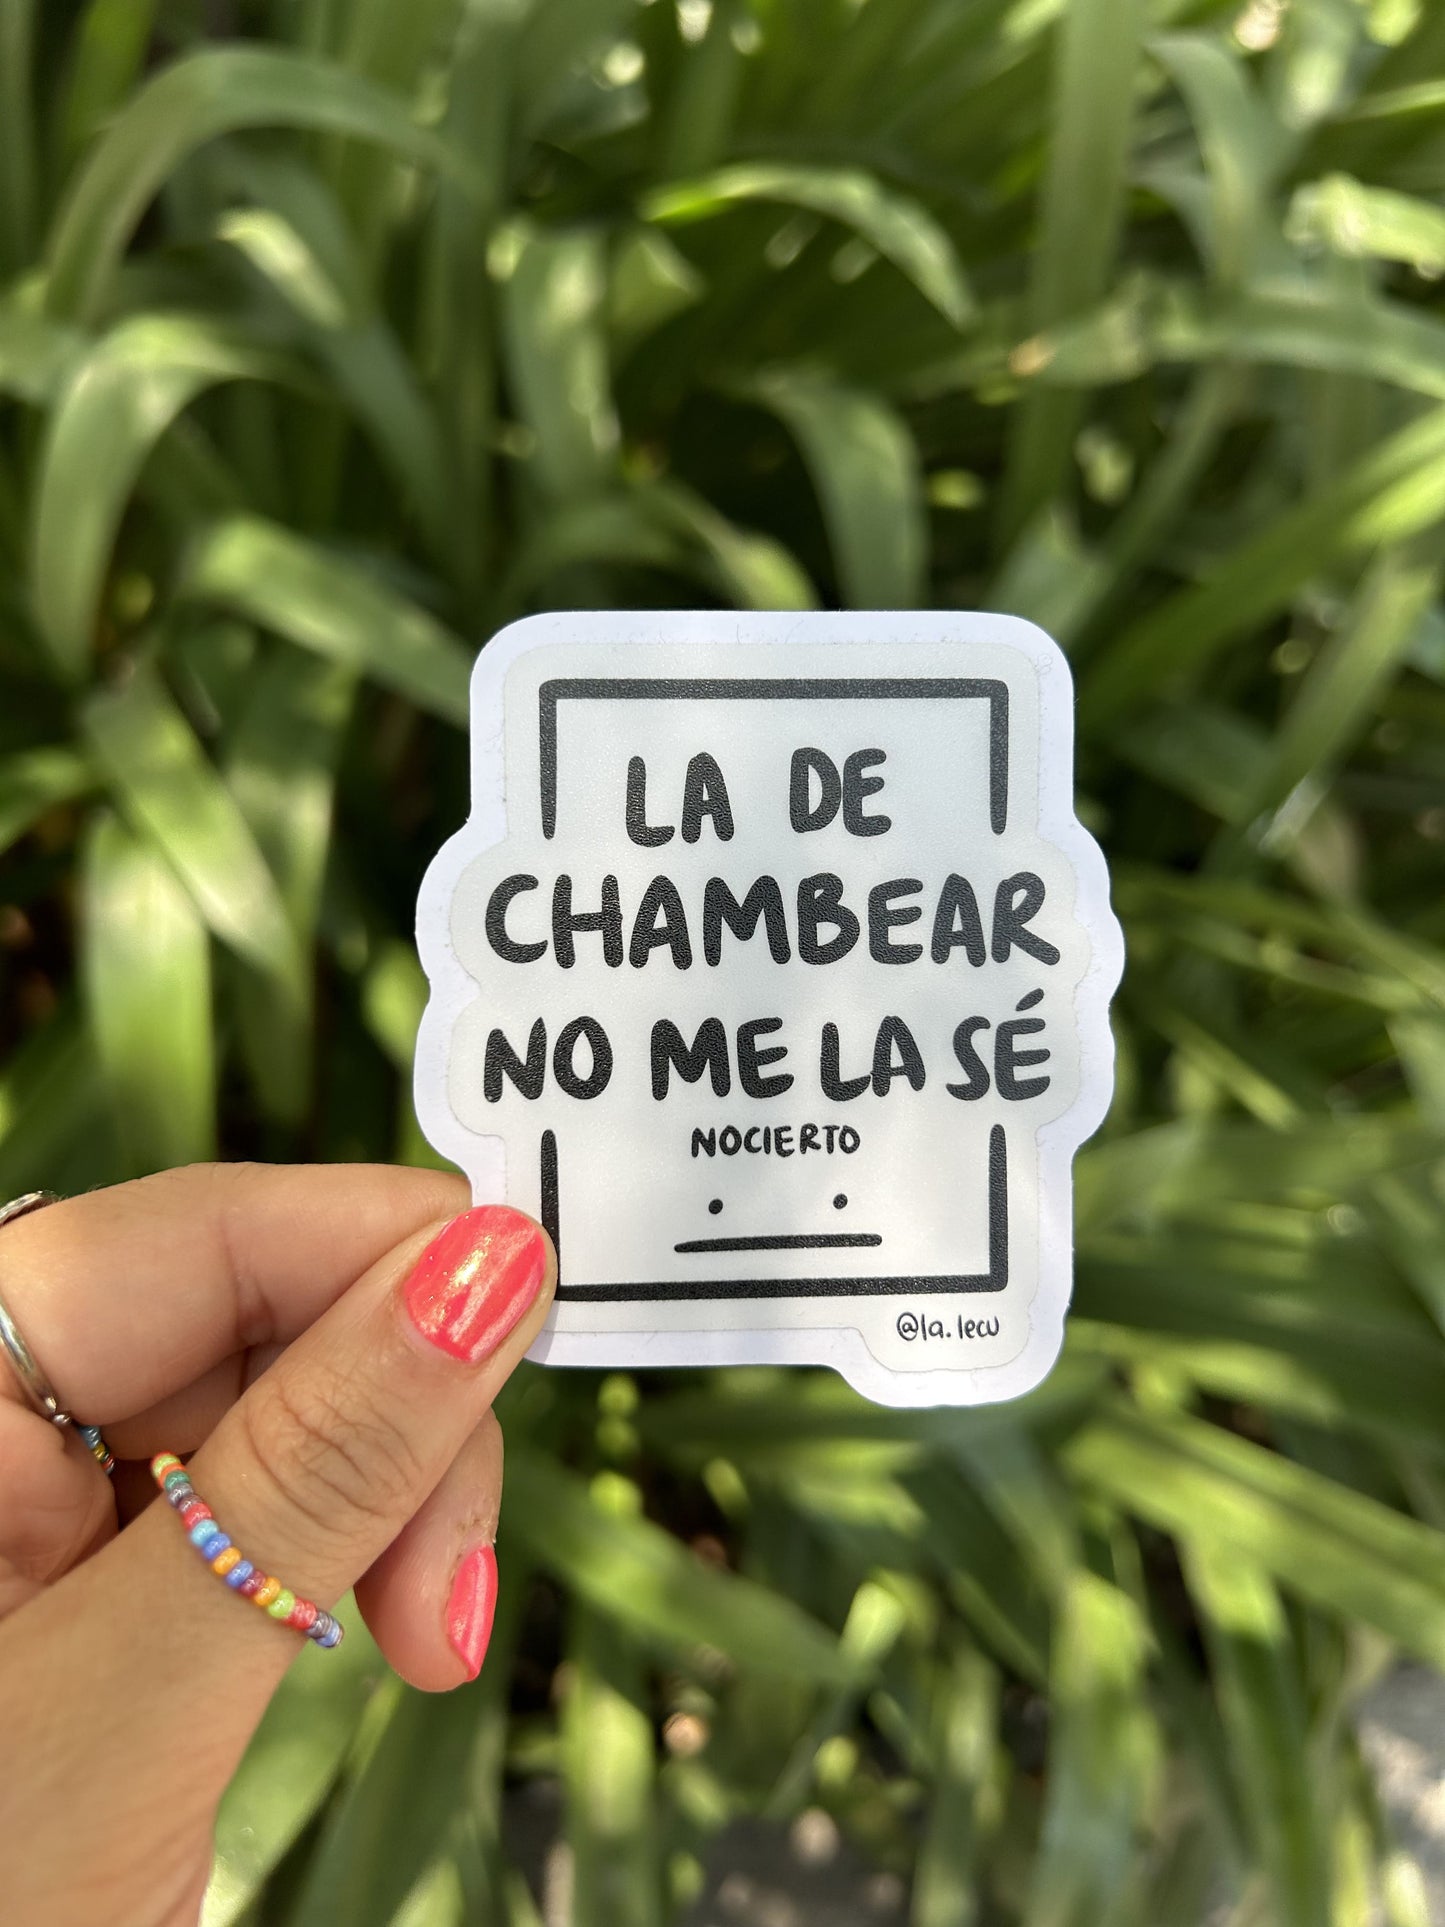 LA DE
CHAMBEAR
NO ME LA SÉ
NOCIERTO
@la.lecu